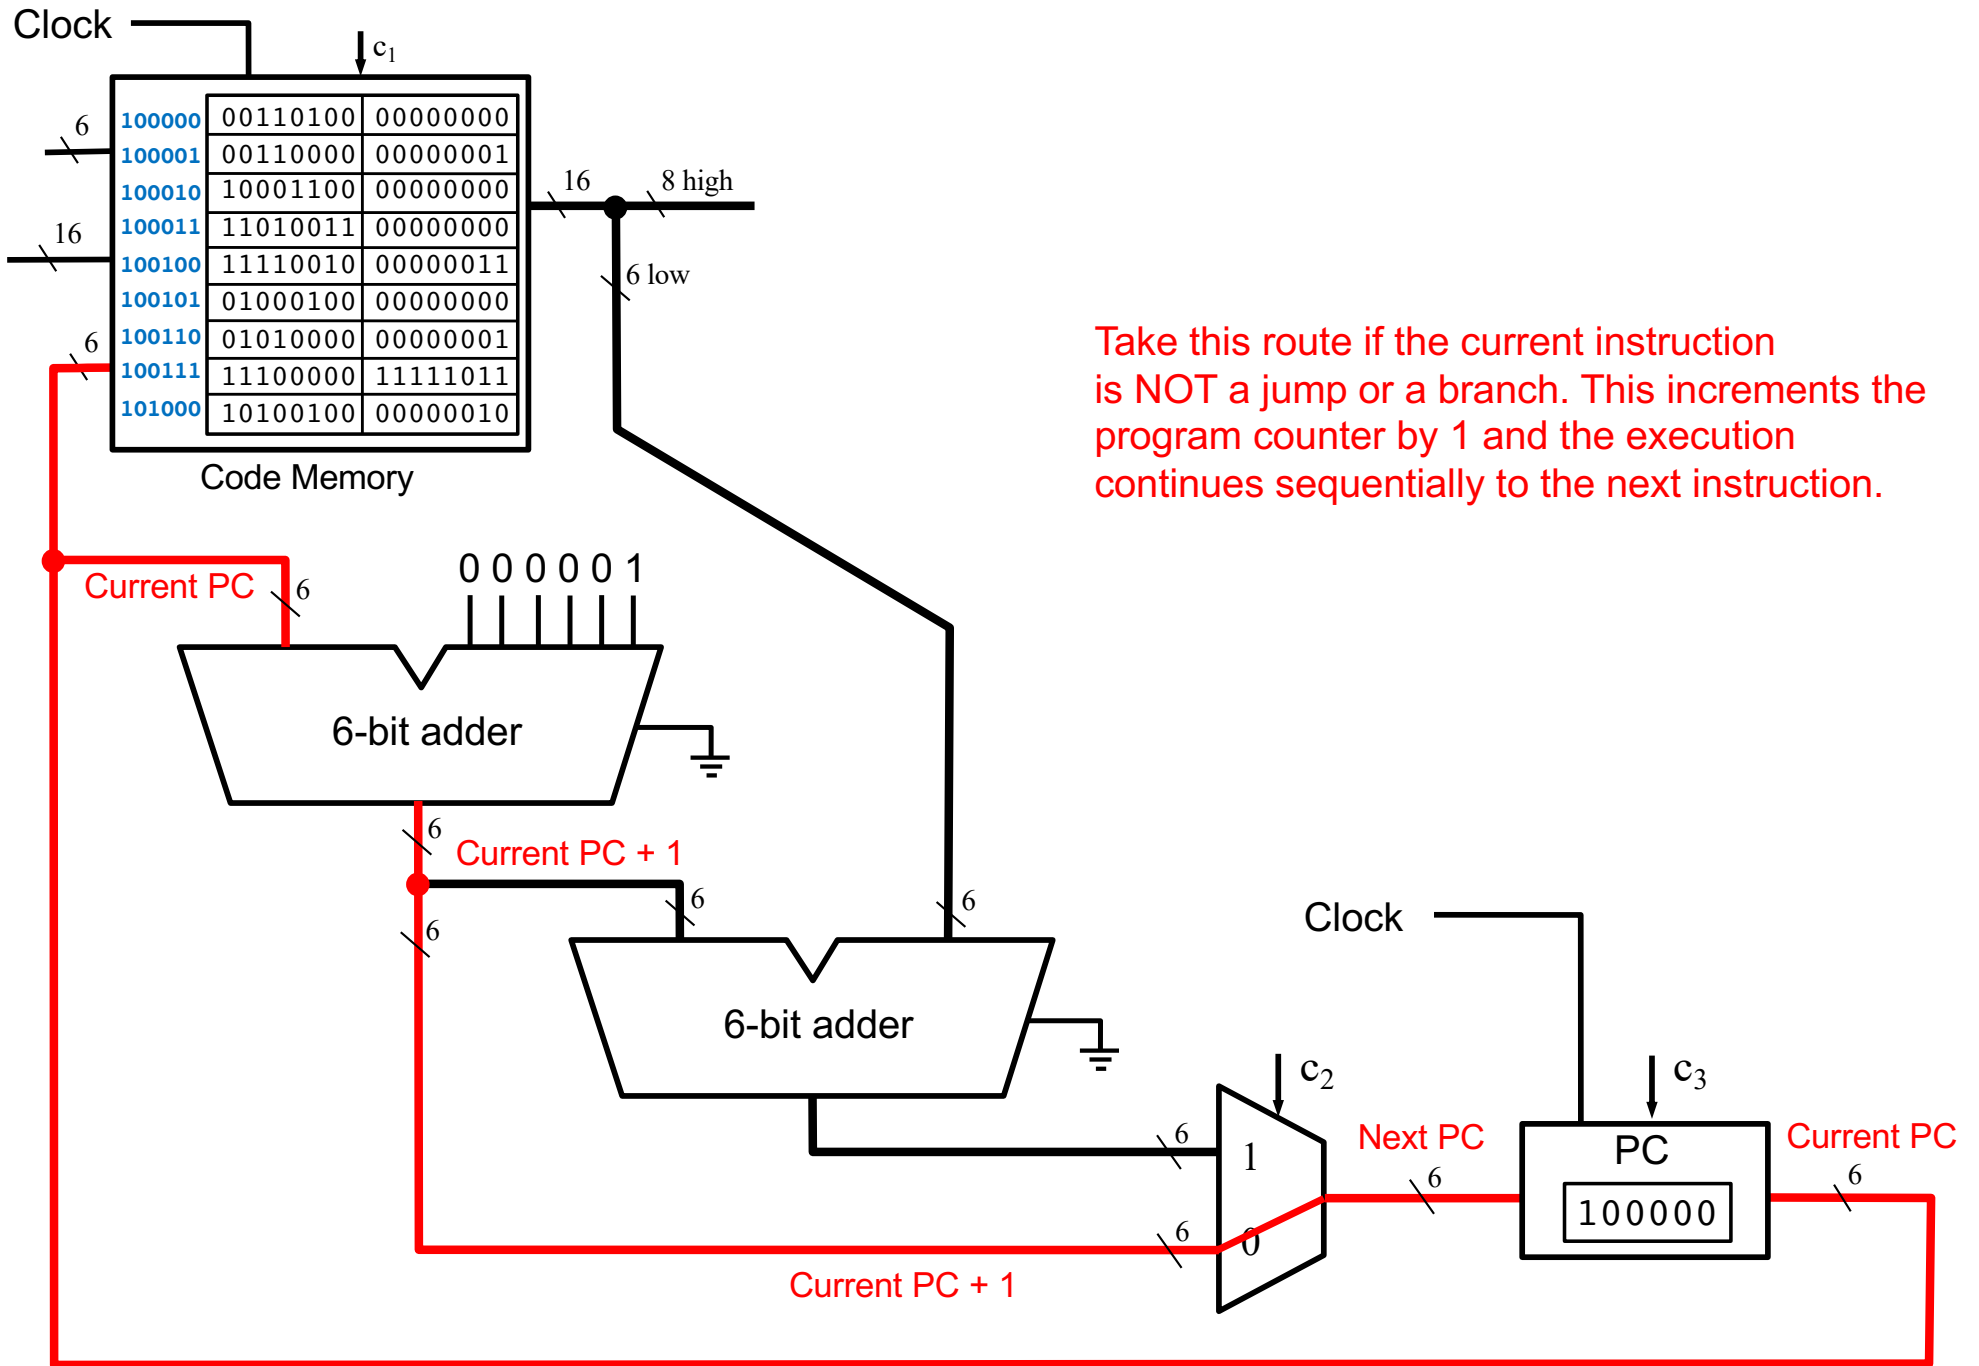 Clock
c1
6
16
6
100000 00110100 00000000
100001 00110000 00000001
100010 10001100 00000000
100011 11010011 00000000
100100 11110010 00000011
100101 01000100 00000000
100110 01010000 00000001
100111 11100000 11111011
101000 10100100 00000010
Code Memory
16
8 high
6 low
Take this route if the current instruction
is NOT a jump or a branch. This increments the
program counter by 1 and the execution
continues sequentially to the next instruction.
Current PC
6
0 0 0 0 0 1
6-bit adder
6
Current PC + 1
6
6
6
6-bit adder
Clock
c2
c3
6
1
6
0
Current PC + 1
Next PC
6
PC
100000
Current PC
6